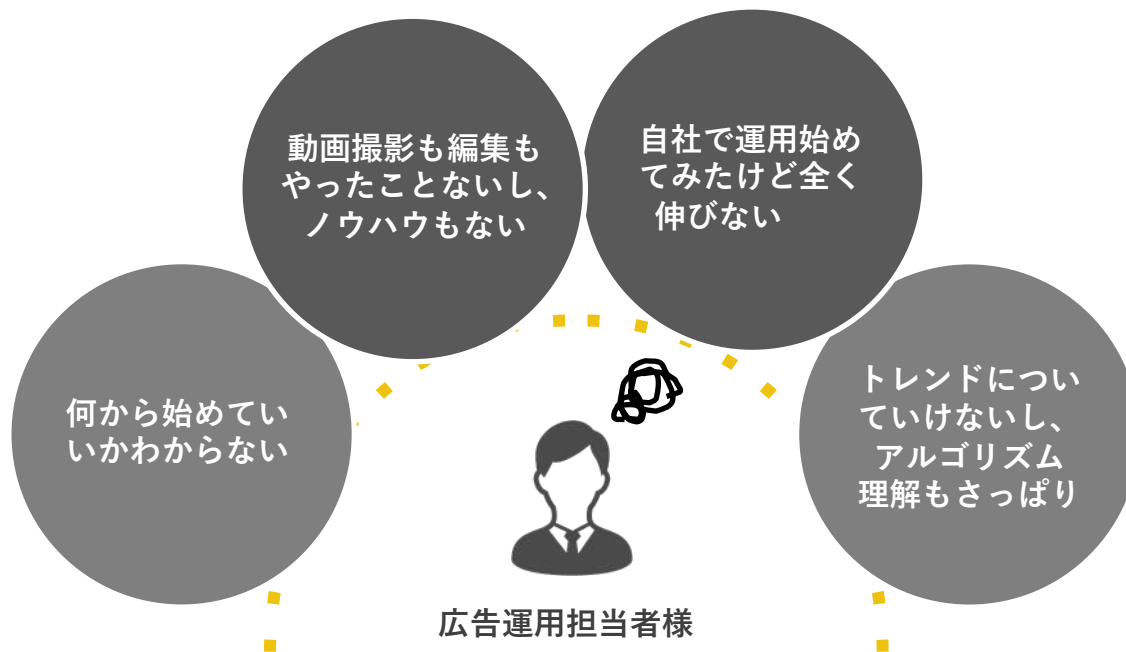 動画撮影も編集も
やったことないし、
ノウハウもない
自社で運用始め
てみたけど全く
伸びない
何から始めてい
いかわからない
トレンドについ
ていけないし、
アルゴリズム
理解もさっぱり
広告運用担当者様